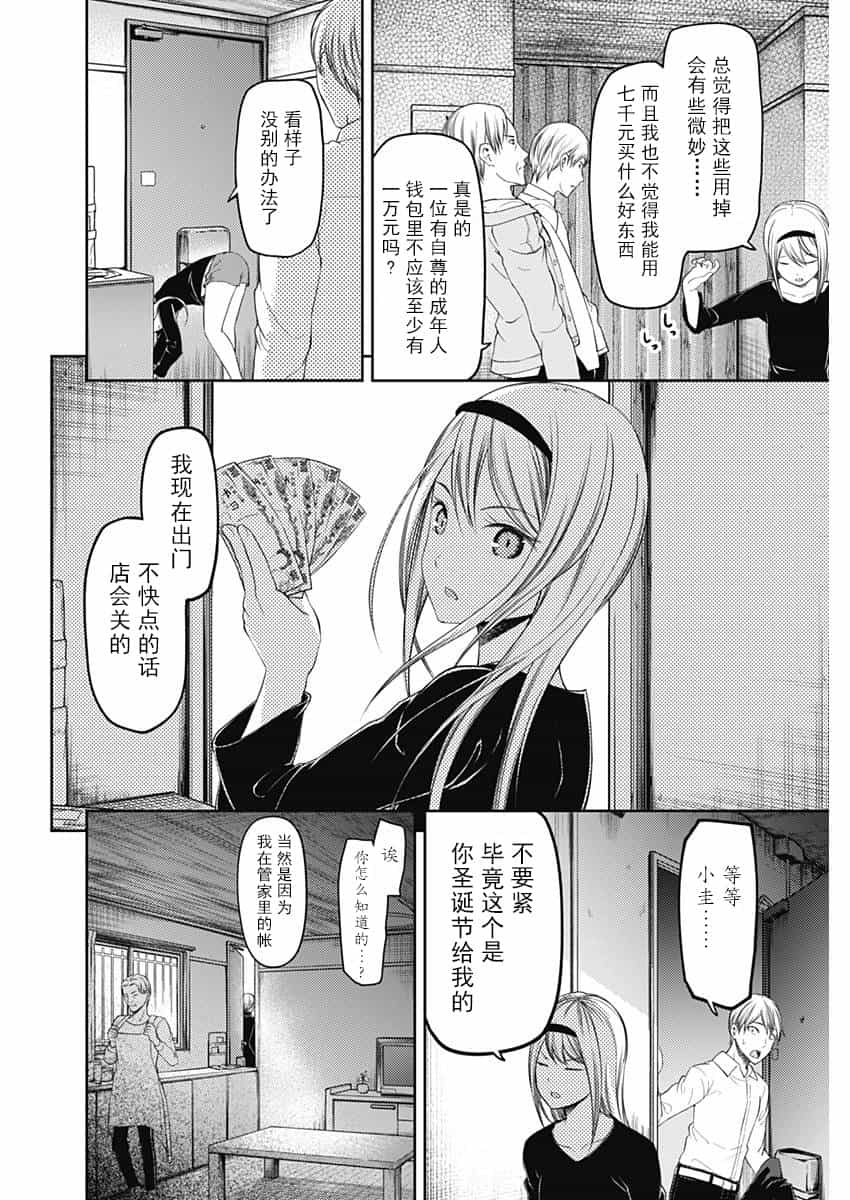 总觉得把这些用掉
会有些微妙……
而且我也不觉得我能用
七千元买什么好东西
真是的
一位有自尊的成年人
钱包里不应该至少有
一万元吗？
看样子
没别的办法了
我现在出门
不快点的话
店会关的
等等
小圭……
不要紧
毕竟这个是
你圣诞节给我的
诶
你怎么知道的…？
当然是因为
我在管家里的帐